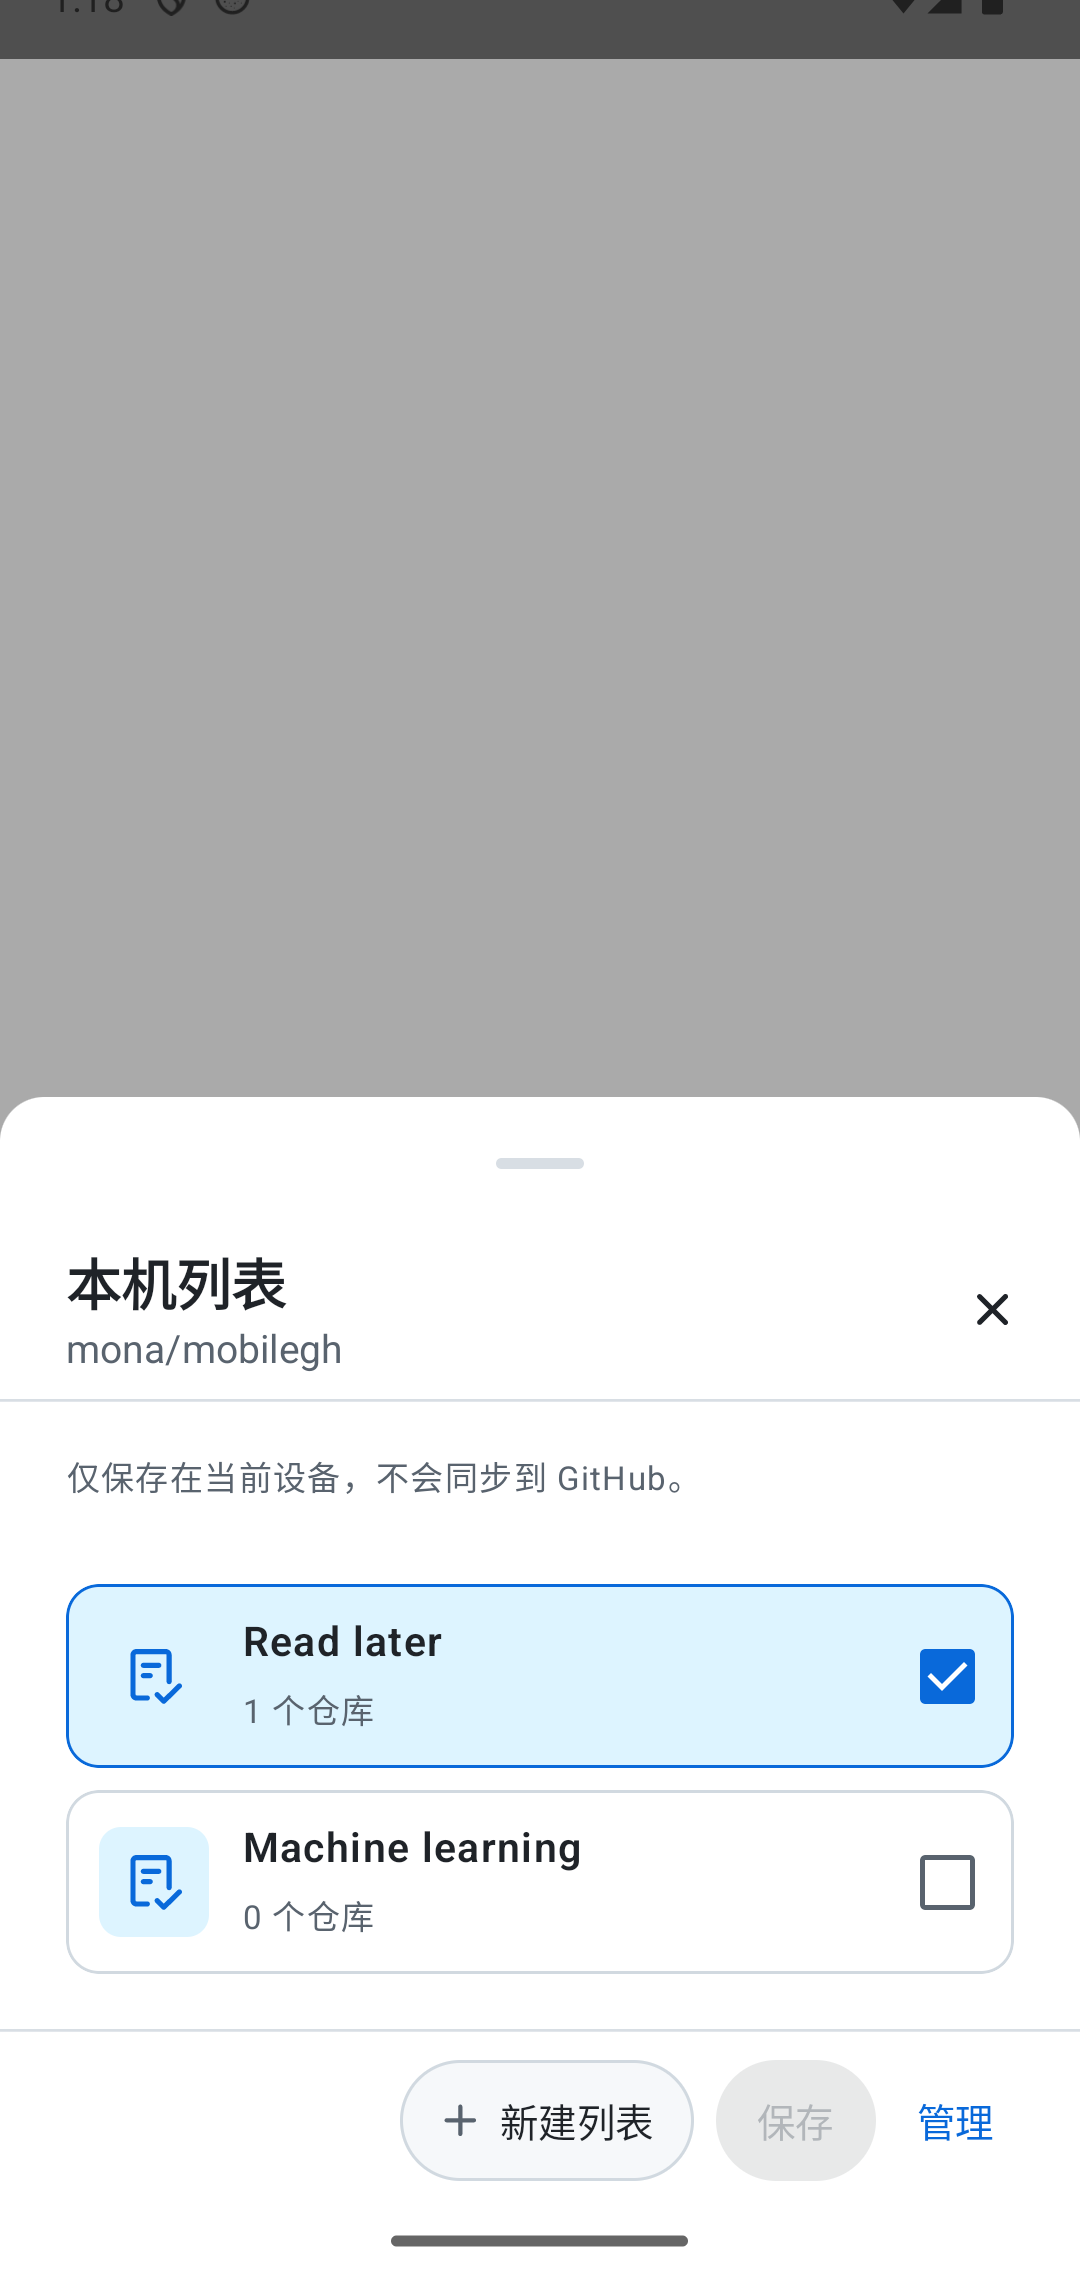 1:18
本机列表
mona/mobilegh
仅保存在当前设备，不会同步到 GitHub。
Read later
1 个仓库
Machine learning
0 个仓库
新建列表
保存
管理